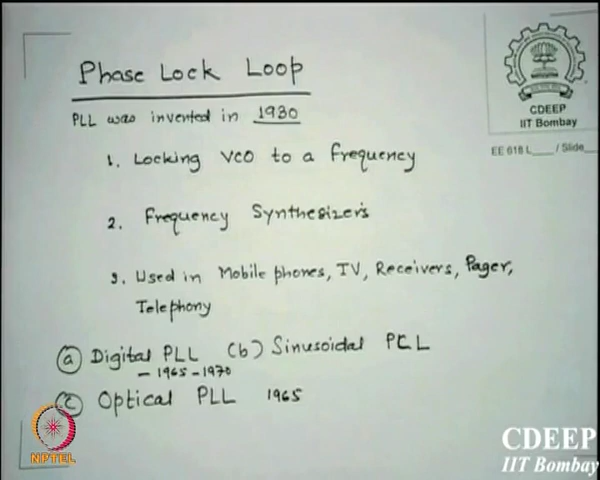 Phase Lock Loop
PLL was invented in 1930
1. Locking VCO to a frequency
2. Frequency Synthesizers
3. Used in Mobile phones, TV, Receivers, Pager,
Telephony
(a) Digital PLL (b) Sinusoidal PLL
- 1965-1970
(c) Optical PLL 1965
CDEEP
IIT Bombay
EE 618 L___ / Slide___
NPTEL
CDEEP
IIT Bombay